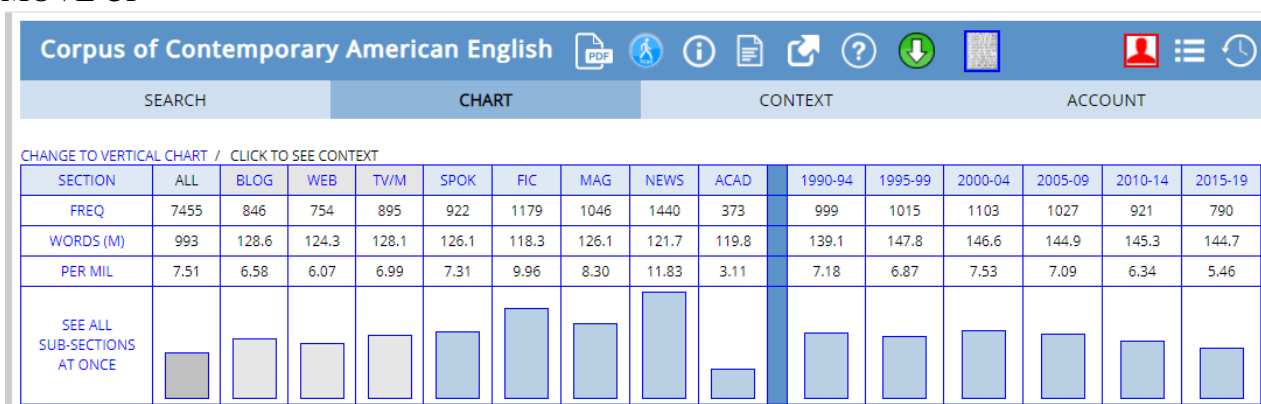 Corpus of Contemporary American English PDF
SEARCH CHART CONTEXT ACCOUNT
CHANGE TO VERTICAL CHART / CLICK TO SEE CONTEXT
SECTION ALL BLOG WEB TV/M SPOK FIC MAG NEWS ACAD 1990-94 1995-99 2000-04 2005-09 2010-14 2015-19
FREQ 7455 846 754 895 922 1179 1046 1440 373 999 1015 1103 1027 921 790
WORDS (M) 993 128.6 124.3 128.1 126.1 118.3 126.1 121.7 119.8 139.1 147.8 146.6 144.9 145.3 144.7
PER MIL 7.51 6.58 6.07 6.99 7.31 9.96 8.30 11.83 3.11 7.18 6.87 7.53 7.09 6.34 5.46
SEE ALL
SUB-SECTIONS
AT ONCE